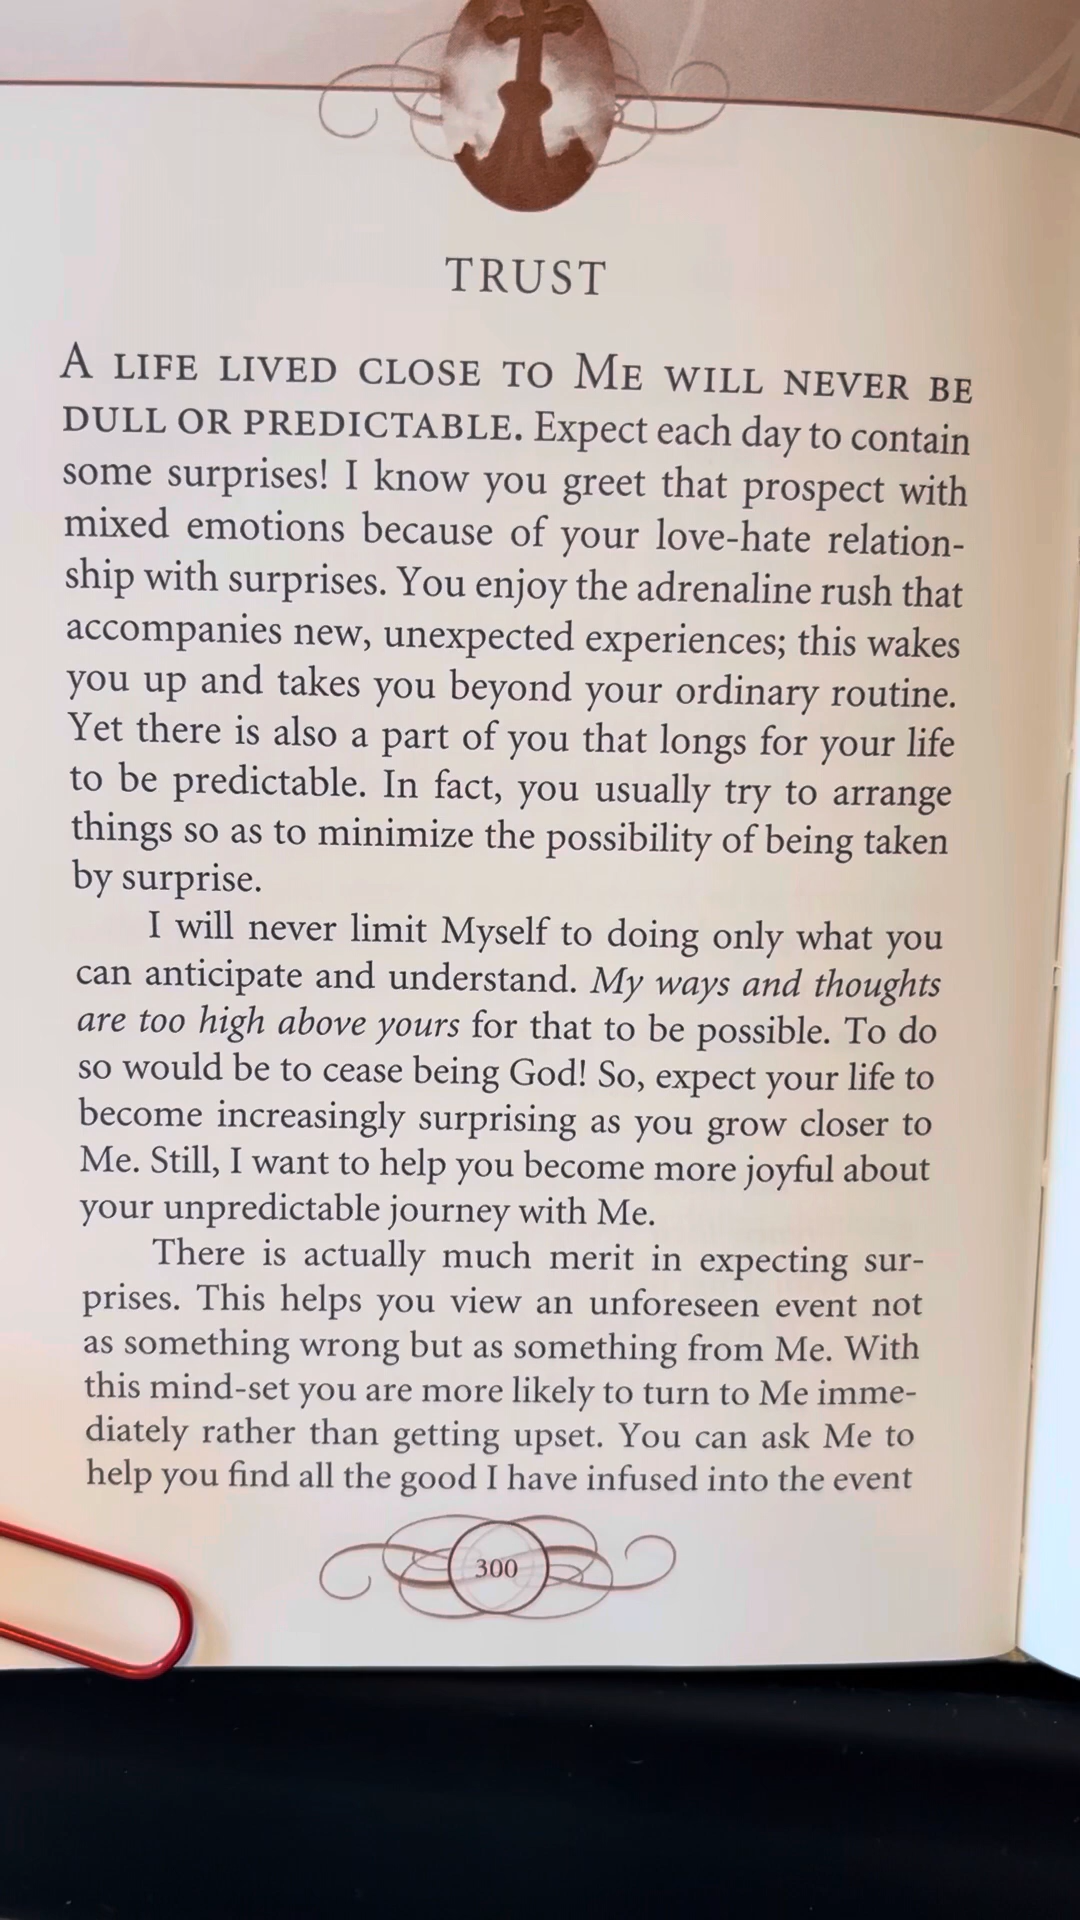 TRUST
A LIFE LIVED CLOSE TO ME WILL NEVER BE
DULL OR PREDICTABLE. Expect each day to contain
some surprises! I know you greet that prospect with
mixed emotions because of your love-hate relation-
ship with surprises. You enjoy the adrenaline rush that
accompanies new, unexpected experiences; this wakes
you up and takes you beyond your ordinary routine.
Yet there is also a part of you that longs for your life
to be predictable. In fact, you usually try to arrange
things so as to minimize the possibility of being taken
by surprise.
I will never limit Myself to doing only what you
can anticipate and understand. My ways and thoughts
are too high above yours for that to be possible. To do
so would be to cease being God! So, expect your life to
become increasingly surprising as you grow closer to
Me. Still, I want to help you become more joyful about
your unpredictable journey with Me.
There is actually much merit in expecting sur-
prises. This helps you view an unforeseen event not
as something wrong but as something from Me. With
this mind-set you are more likely to turn to Me imme-
diately rather than getting upset. You can ask Me to
help you find all the good I have infused into the event
300